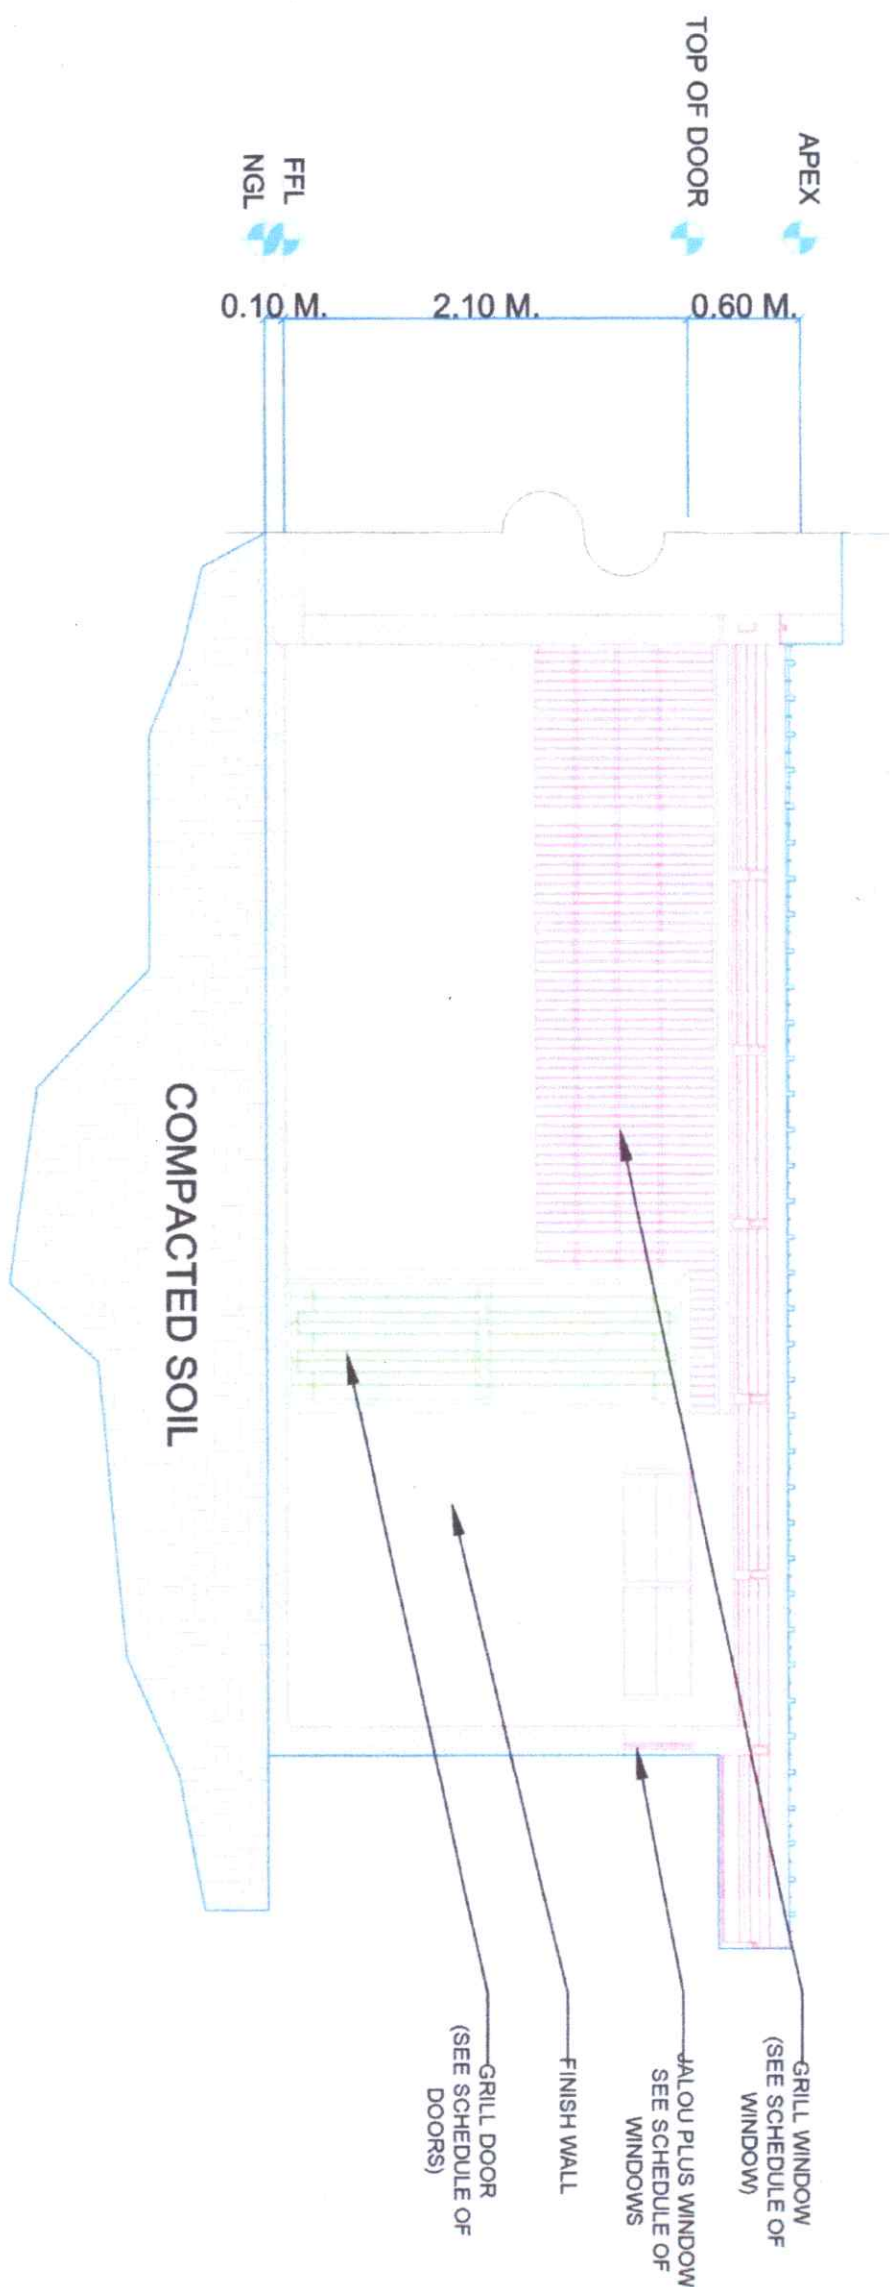 APEX
TOP OF DOOR
FFL
NGL
0.60 M.
2.10 M.
0.10 M.
GRILL WINDOW
(SEE SCHEDULE OF
WINDOW)
JALOU PLUS WINDOW
SEE SCHEDULE OF
WINDOWS
FINISH WALL
GRILL DOOR
(SEE SCHEDULE OF
DOORS)
COMPACTED SOIL